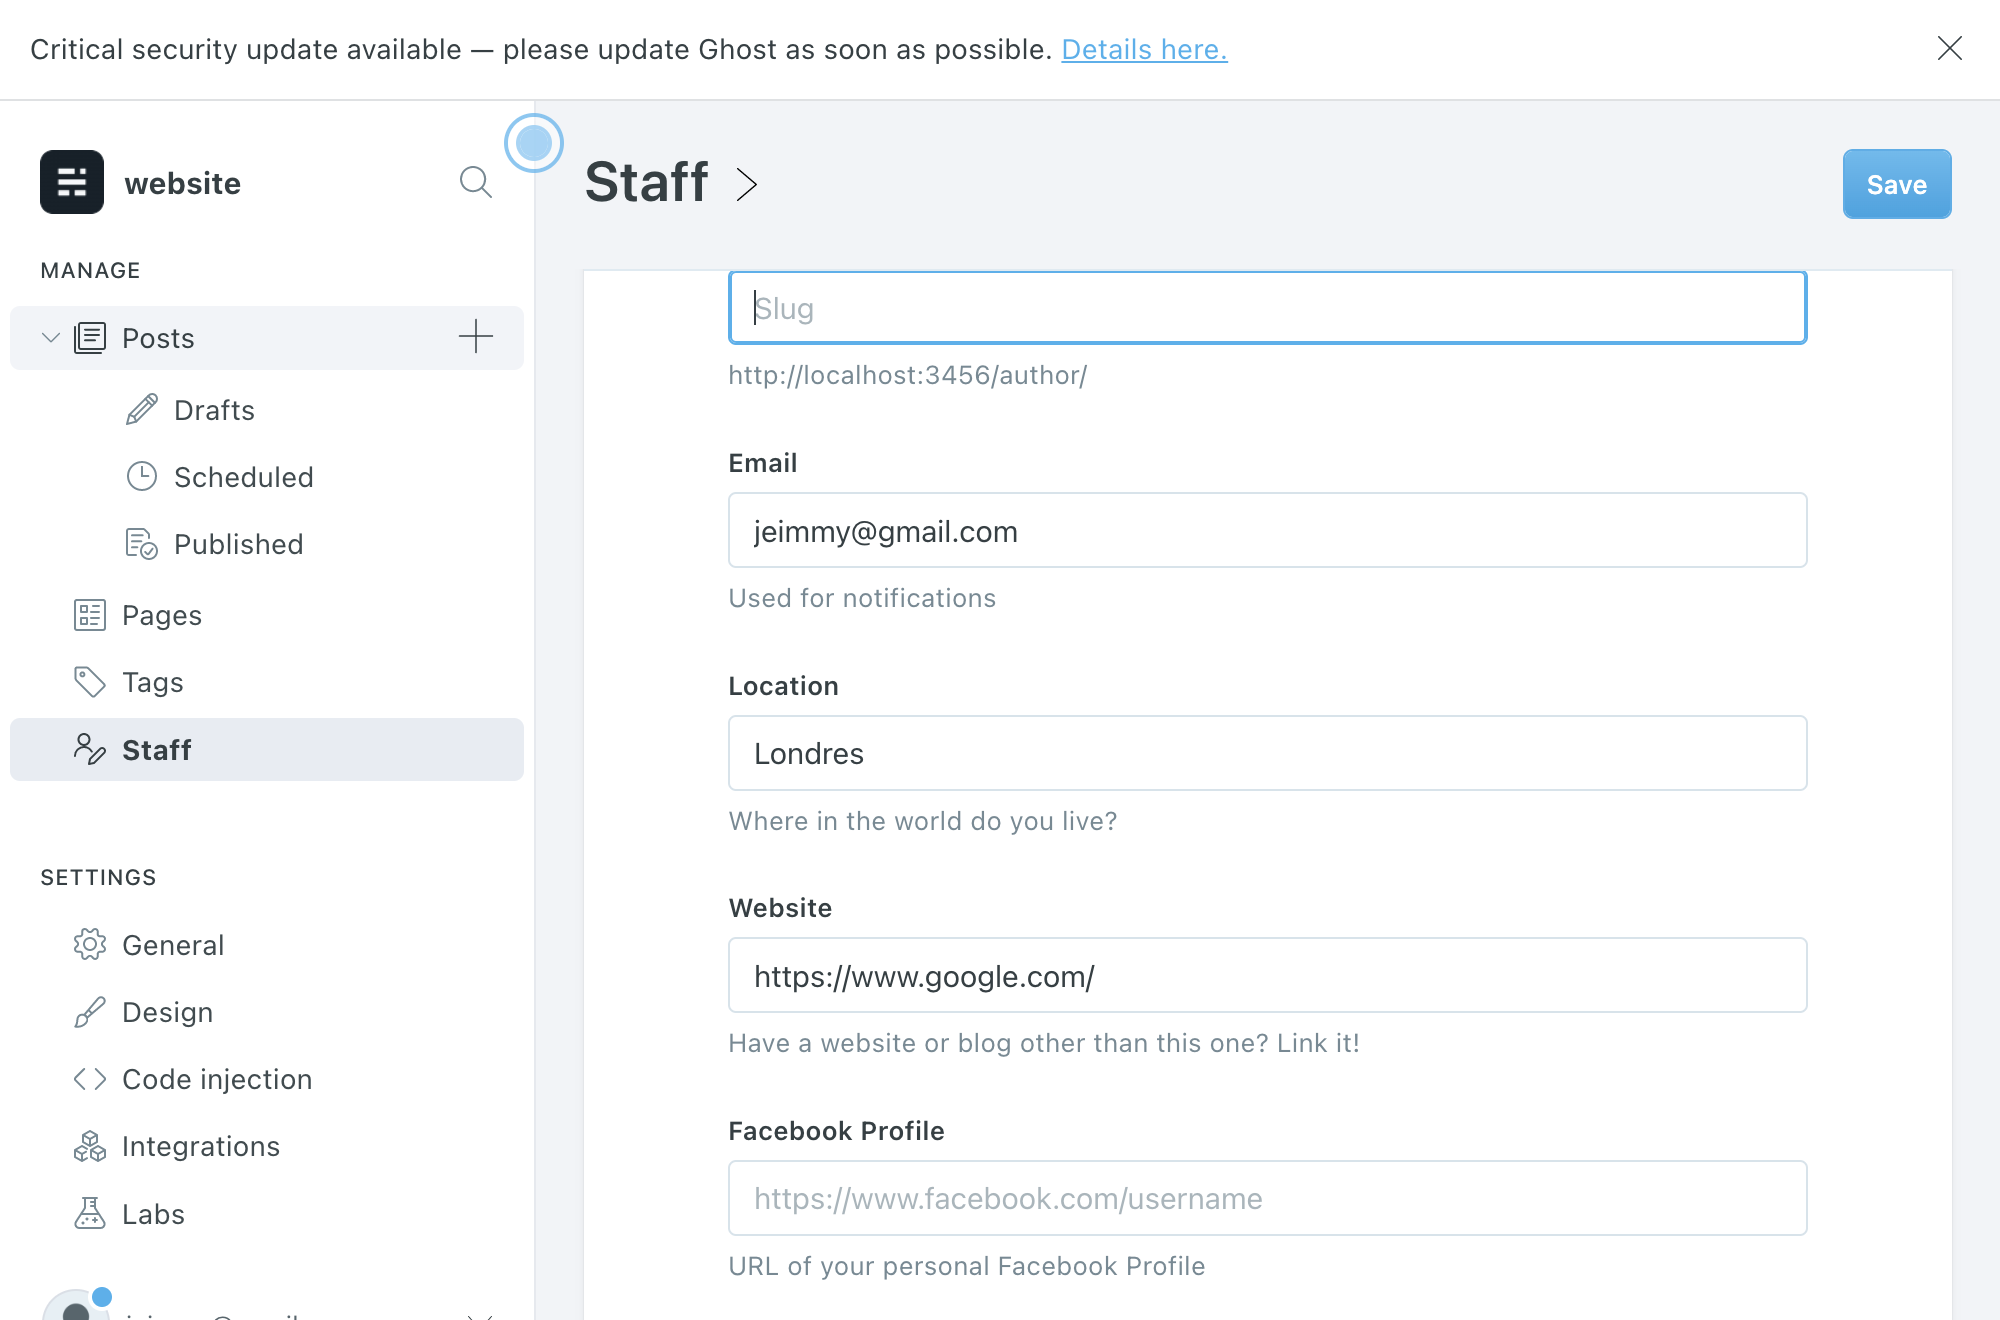 Critical security update available — please update Ghost as soon as possible. Details here.
website
MANAGE
Posts
Drafts
Scheduled
Published
Pages
Tags
Staff
SETTINGS
General
Design
Code injection
Integrations
Labs
Staff
Save
Slug
http://localhost:3456/author/
Email
jeimmy@gmail.com
Used for notifications
Location
Londres
Where in the world do you live?
Website
https://www.google.com/
Have a website or blog other than this one? Link it!
Facebook Profile
https://www.facebook.com/username
URL of your personal Facebook Profile